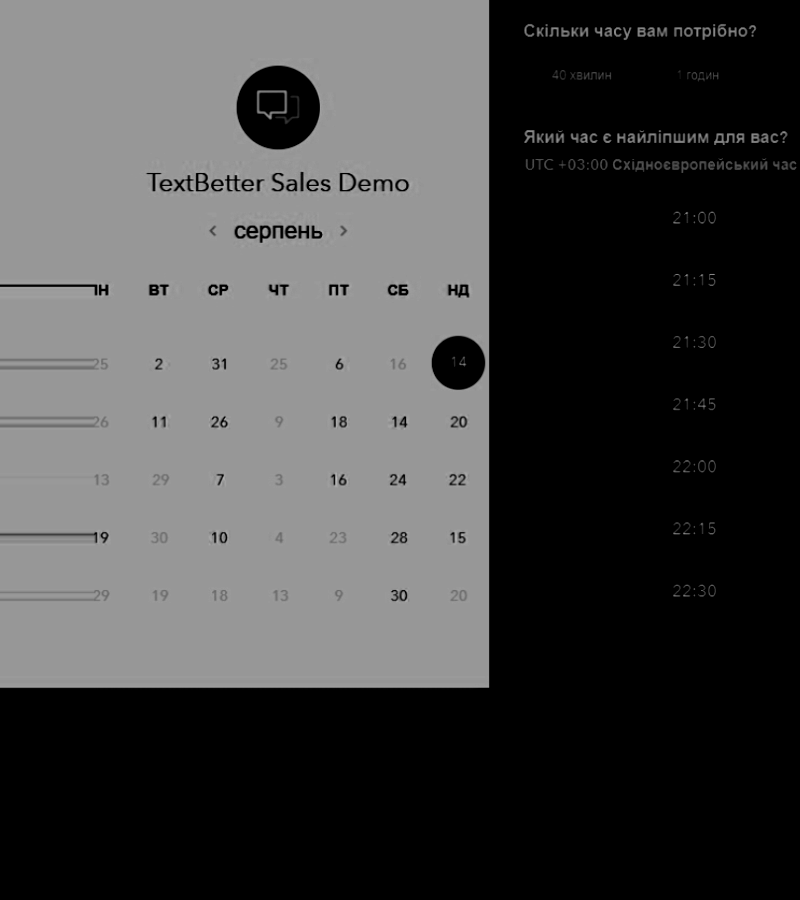 TextBetter Sales Demo
‹ серпень ›
ВТ СР ЧТ ПТ СБ НД
25 2 31 25 6 16 14
26 11 26 9 18 14 20
13 29 7 3 16 24 22
19 30 10 4 23 28 15
29 19 18 13 9 30 20
Скільки часу вам потрібно?
40 хвилин 1 годин
Який час є найліпшим для вас?
UTC +03:00 Східноєвропейський час
21:00
21:15
21:30
21:45
22:00
22:15
22:30